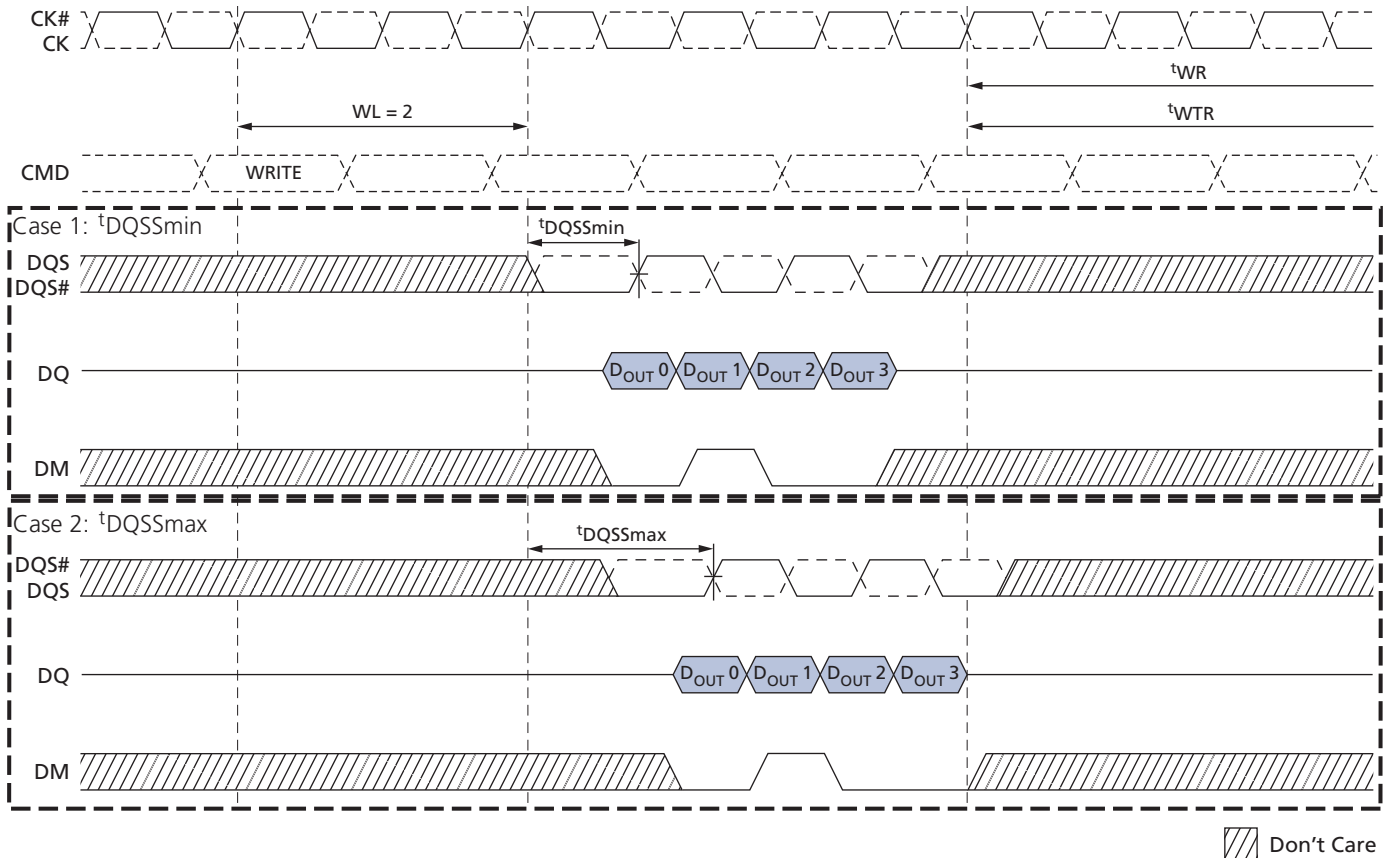 CK#
CK
tWR
WL = 2
tWTR
CMD
WRITE
Case 1: tDQSSmin
tDQSSmin
DQS
DQS#
DQ
DOUT 0 DOUT 1 DOUT 2 DOUT 3
DM
Case 2: tDQSSmax
tDQSSmax
DQS#
DQS
DQ
DOUT 0 DOUT 1 DOUT 2 DOUT 3
DM
Don't Care